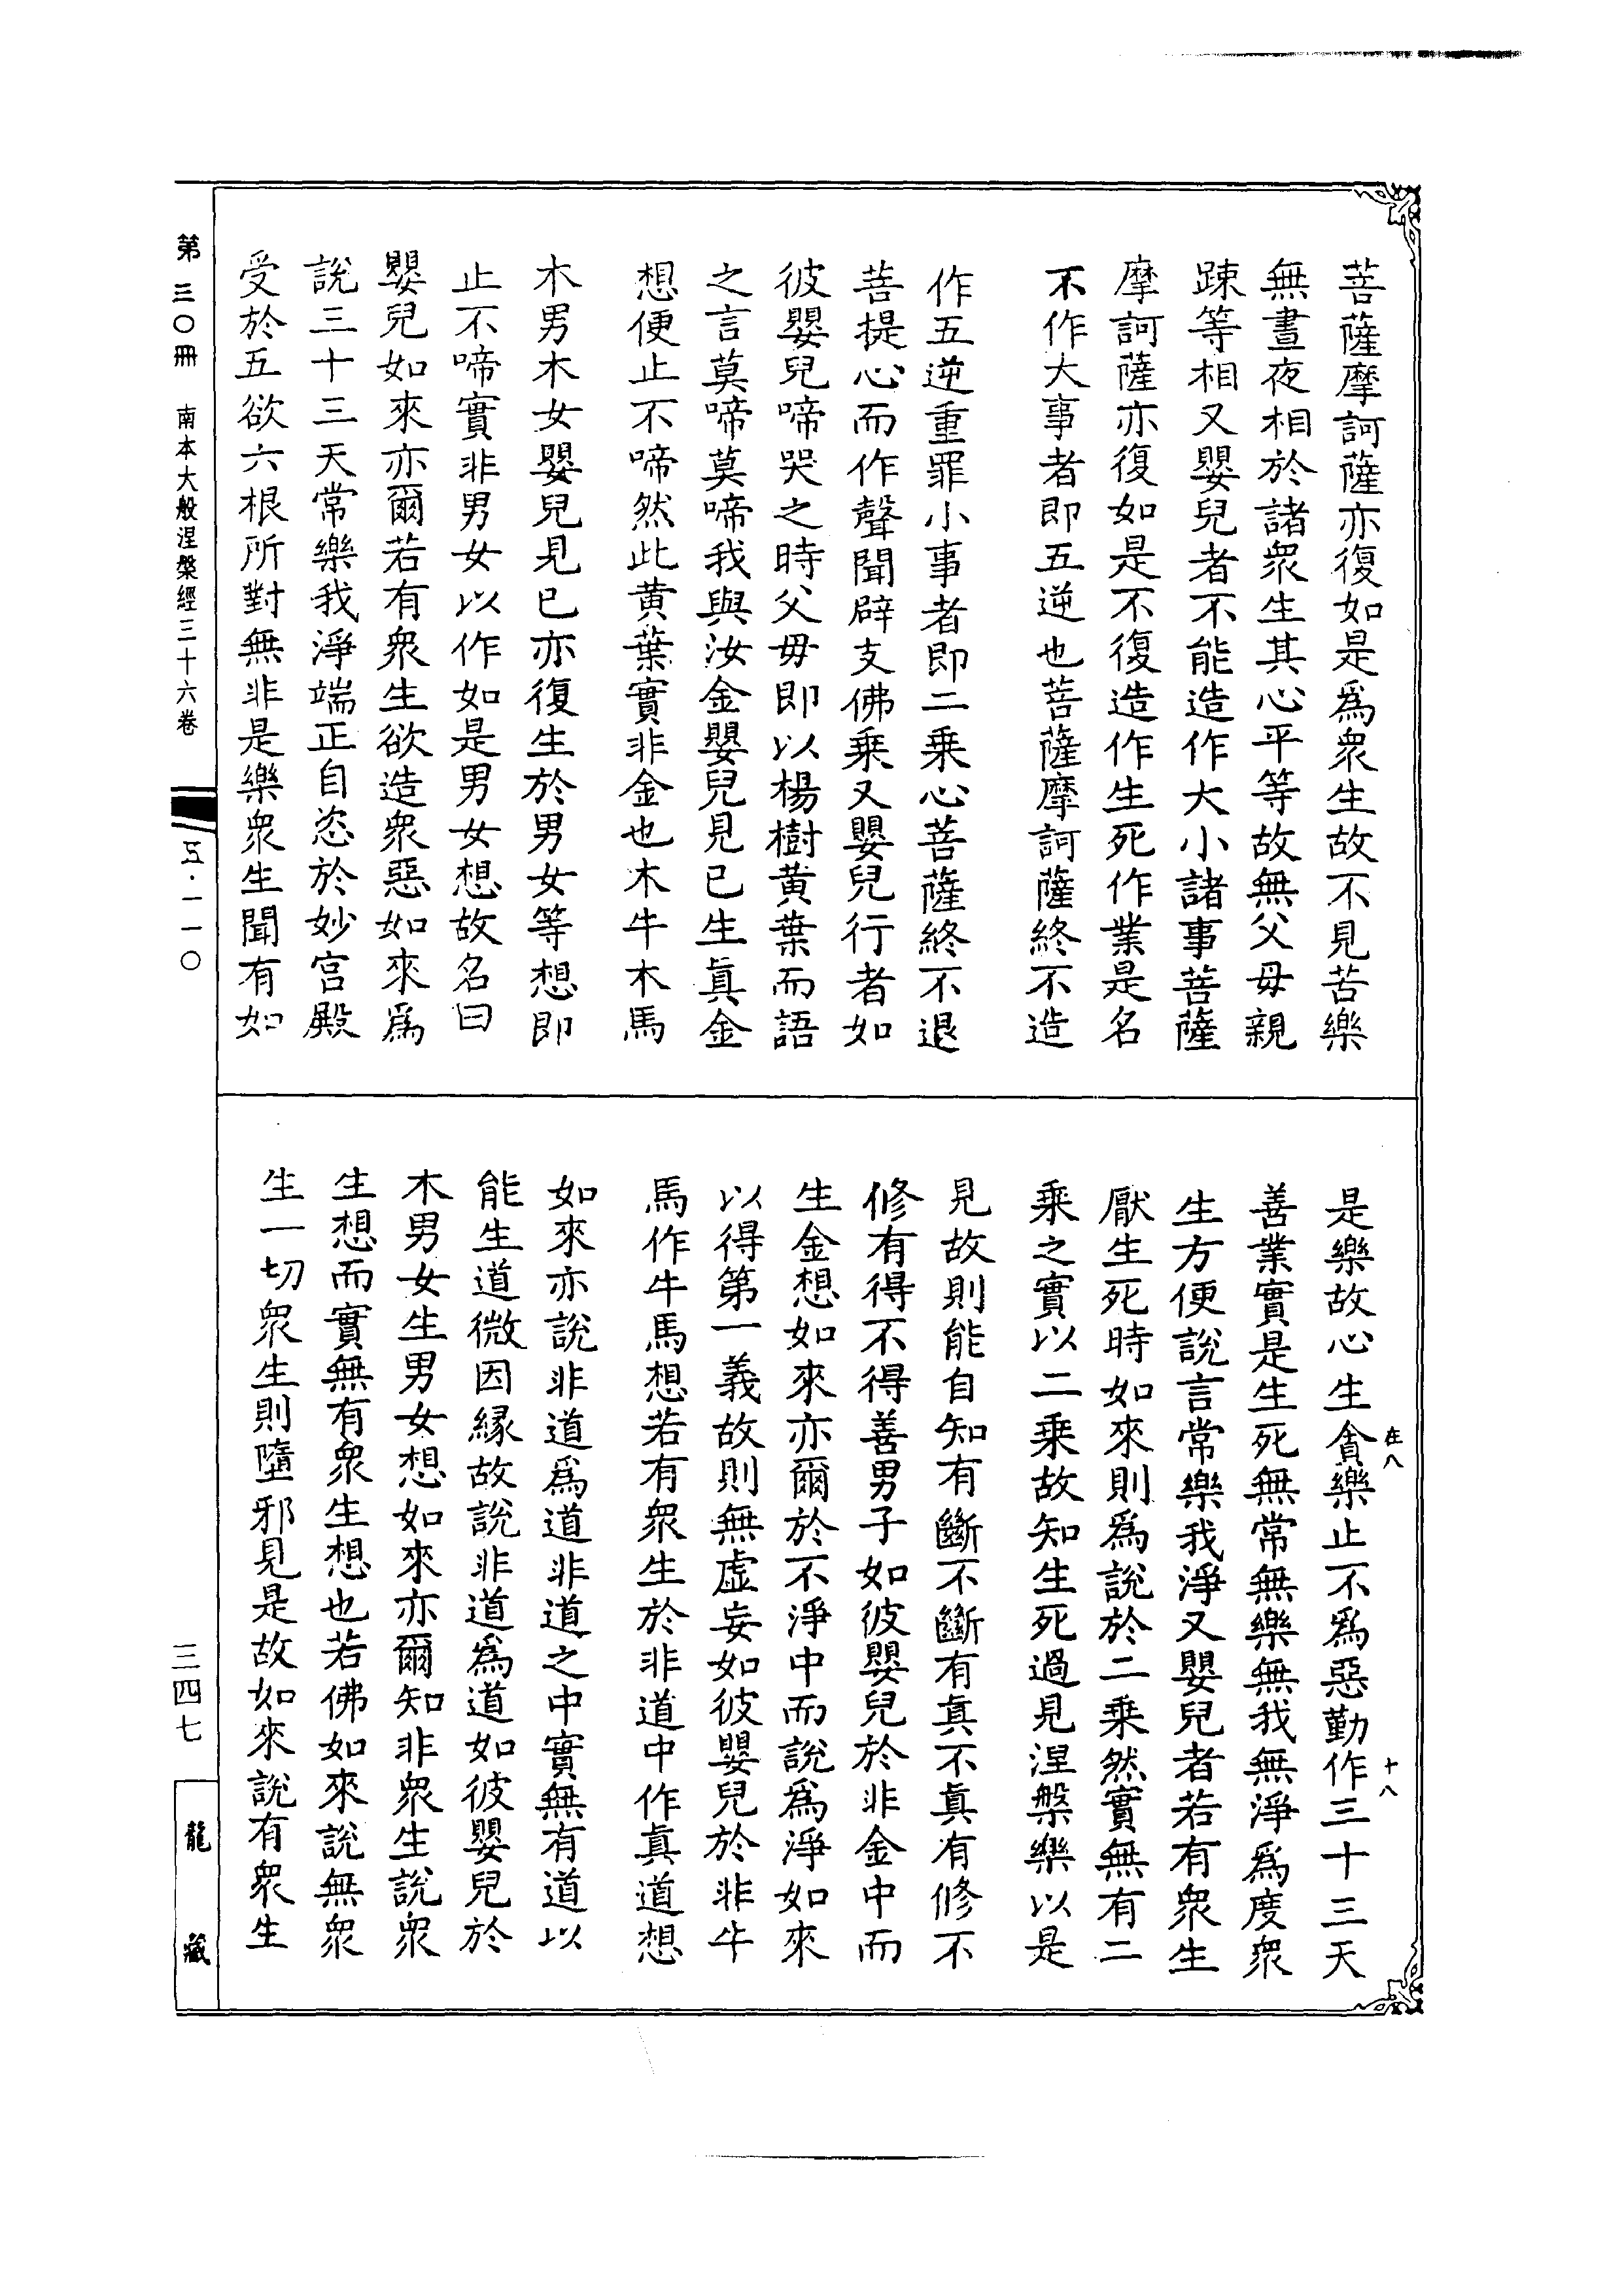 菩薩摩訶薩亦復如是爲衆生故不見苦樂
無晝夜相於諸衆生其心平等故無父母親
踈等相又嬰兒者不能造作大小諸事菩薩
摩訶薩亦復如是不復造作生死作業是名
不作大事者即五逆也菩薩摩訶薩終不造
作五逆重罪小事者即二乗心菩薩終不退
菩提心而作聲聞辟支佛乗又嬰兒行者如
彼嬰兒啼哭之時父母即以楊樹黄葉而語
之言莫啼莫啼我與汝金嬰兒見已生眞金
想便止不啼然此黄葉實非金也木牛木馬
木男木女嬰兒見已亦復生於男女等想即
止不啼實非男女以作如是男女想故名曰
嬰兒如來亦爾若有衆生欲造衆惡如來爲
說三十三天常樂我淨端正自恣於妙宮殿
受於五欲六根所對無非是樂衆生聞有如
是樂故心生貪樂止不爲惡勤作三十三天
善業實是生死無常無樂無我無淨爲度衆
生方便說言常樂我淨又嬰兒者若有衆生
厭生死時如來則爲說於二乗然實無有二
乗之實以二乗故知生死過見涅槃樂以是
見故則能自知有斷不斷有眞不眞有修不
修有得不得善男子如彼嬰兒於非金中而
生金想如來亦爾於不淨中而說爲淨如來
以得第一義故則無虛妄如彼嬰兒於非牛
馬作牛馬想若有衆生於非道中作眞道想
如來亦說非道爲道非道之中實無有道以
能生道微因緣故說非道爲道如彼嬰兒於
木男女生男女想如來亦爾知非衆生說衆
生想而實無有衆生想也若佛如來說無衆
生一切衆生則墮邪見是故如來說有衆生
在八
十八
第三〇冊 南本大般涅槃經三十六卷
五·一一〇
三四七
龍藏